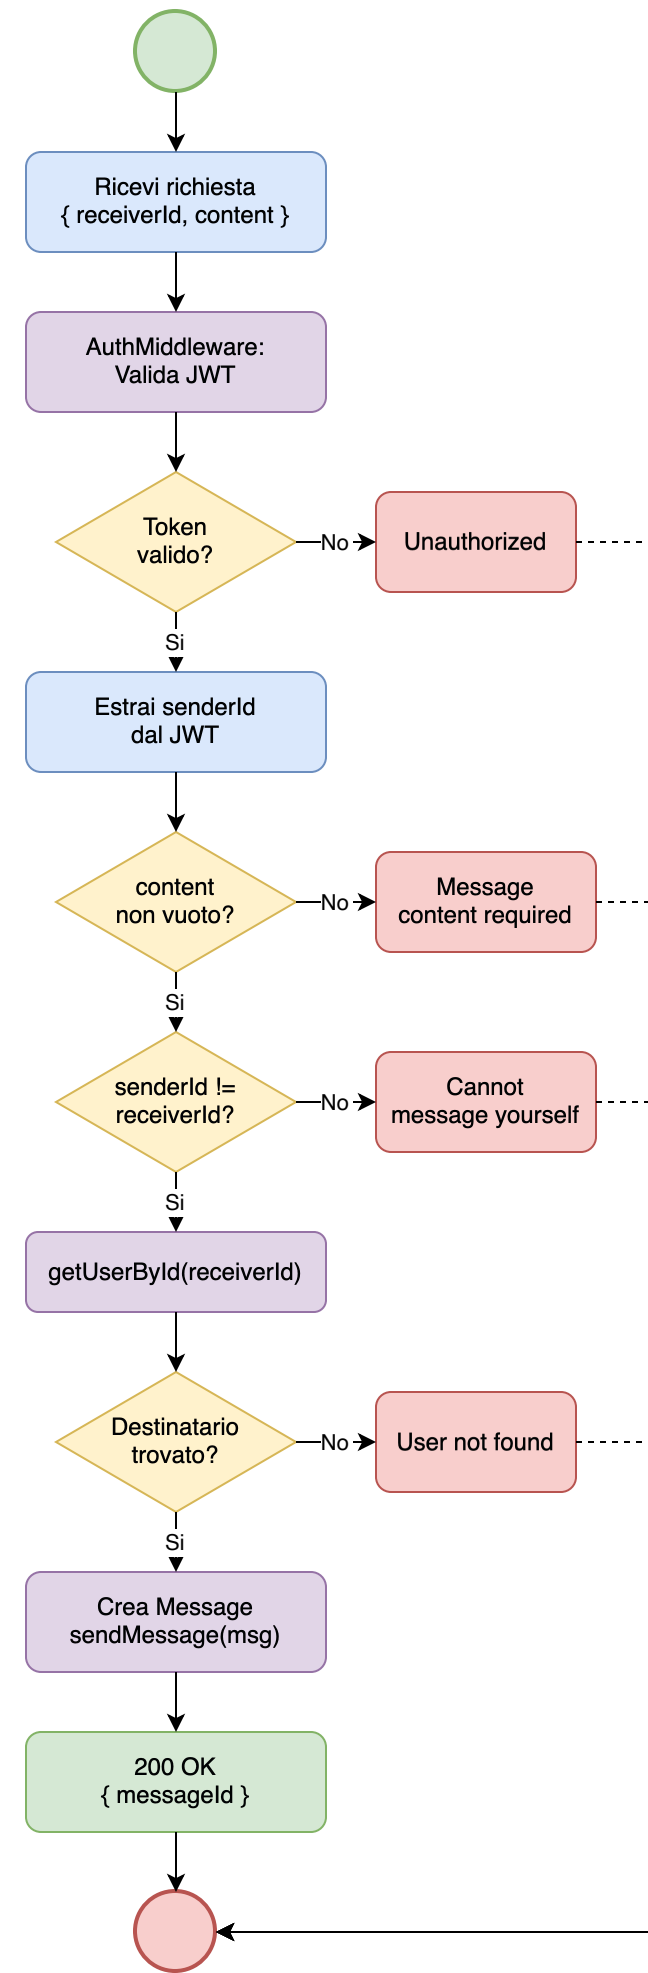 Ricevi richiesta
{ receiverId, content }
AuthMiddleware:
Valida JWT
Token
valido?
No
Unauthorized
Si
Estrai senderId
dal JWT
content
non vuoto?
No
Message
content required
Si
senderId !=
receiverId?
No
Cannot
message yourself
Si
getUserById(receiverId)
Destinatario
trovato?
No
User not found
Si
Crea Message
sendMessage(msg)
200 OK
{ messageId }